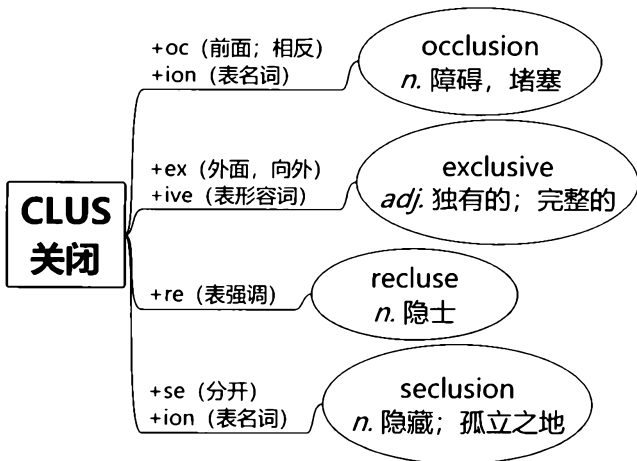 CLUS
关闭
+oc（前面；相反）
+ion（表名词）
occlusion
n. 障碍，堵塞
+ex（外面，向外）
+ive（表形容词）
exclusive
adj. 独有的；完整的
+re（表强调）
recluse
n. 隐士
+se（分开）
+ion（表名词）
seclusion
n. 隐藏；孤立之地